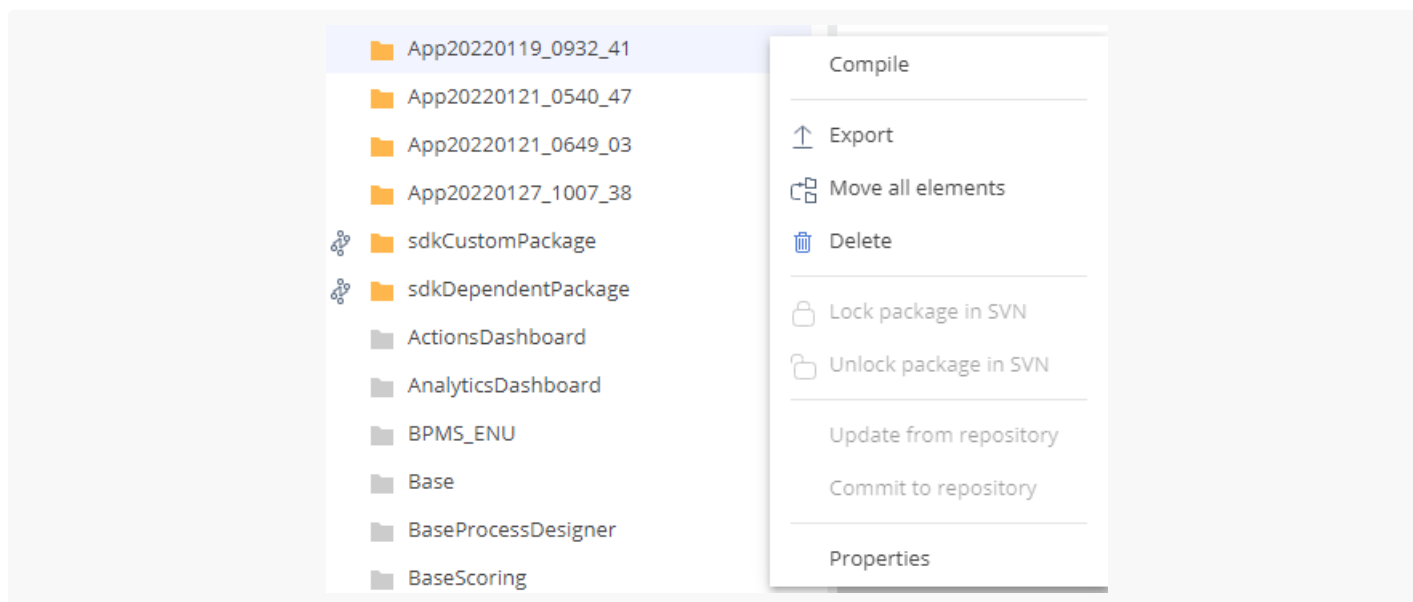 App20220119_0932_41
App20220121_0540_47
App20220121_0649_03
App20220127_1007_38
sdkCustomPackage
sdkDependentPackage
ActionsDashboard
AnalyticsDashboard
BPMS_ENU
Base
BaseProcessDesigner
BaseScoring
Compile
Export
Move all elements
Delete
Lock package in SVN
Unlock package in SVN
Update from repository
Commit to repository
Properties